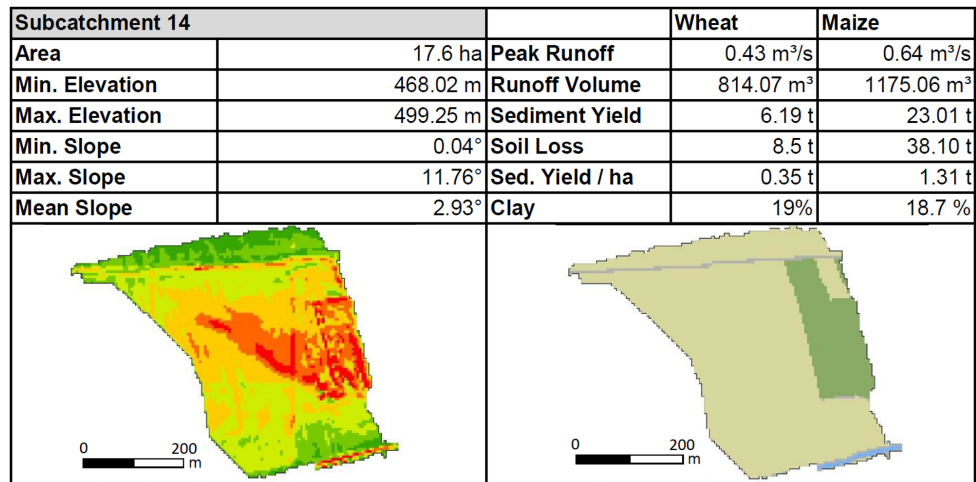 Subcatchment 14 Wheat Maize
Area 17.6 ha Peak Runoff 0.43 m³/s 0.64 m³/s
Min. Elevation 468.02 m Runoff Volume 814.07 m³ 1175.06 m³
Max. Elevation 499.25 m Sediment Yield 6.19 t 23.01 t
Min. Slope 0.04° Soil Loss 8.5 t 38.10 t
Max. Slope 11.76° Sed. Yield / ha 0.35 t 1.31 t
Mean Slope 2.93° Clay 19% 18.7 %
0 200
m
0 200
m